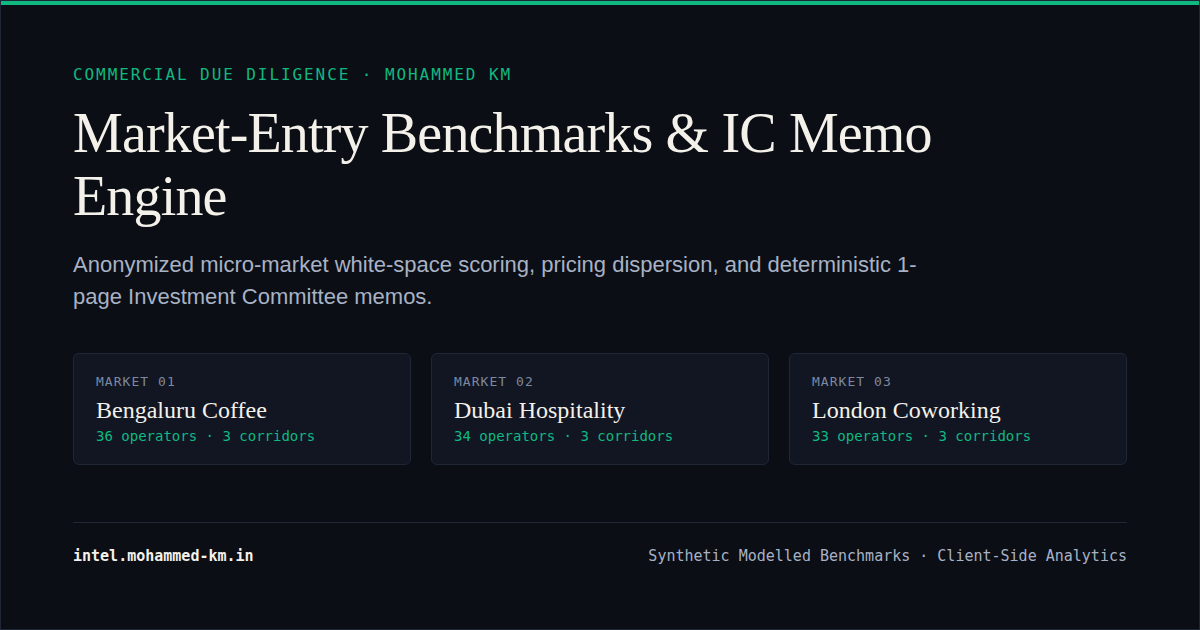 COMMERCIAL DUE DILIGENCE · MOHAMMED KM
Market-Entry Benchmarks & IC Memo
Engine
Anonymized micro-market white-space scoring, pricing dispersion, and deterministic 1-
page Investment Committee memos.
MARKET 01
Bengaluru Coffee
36 operators · 3 corridors
MARKET 02
Dubai Hospitality
34 operators · 3 corridors
MARKET 03
London Coworking
33 operators · 3 corridors
intel.mohammed-km.in
Synthetic Modelled Benchmarks · Client-Side Analytics